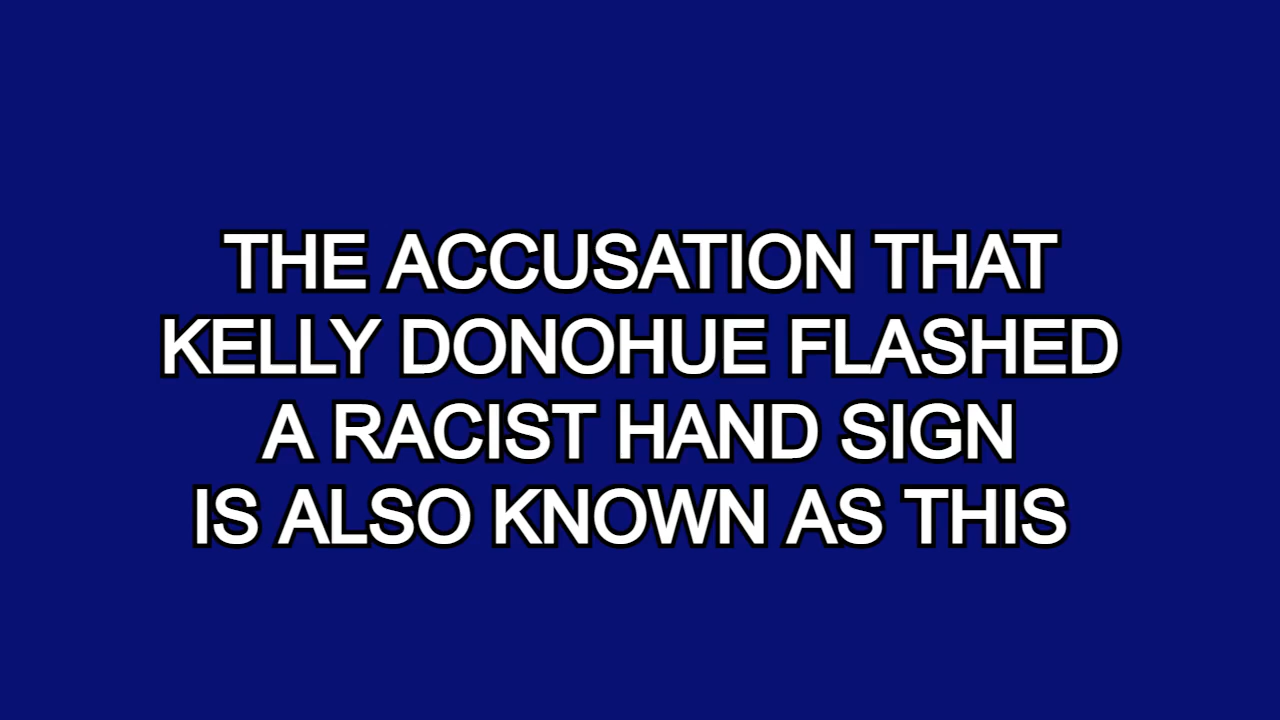 THE ACCUSATION THAT
KELLY DONOHUE FLASHED
A RACIST HAND SIGN
IS ALSO KNOWN AS THIS